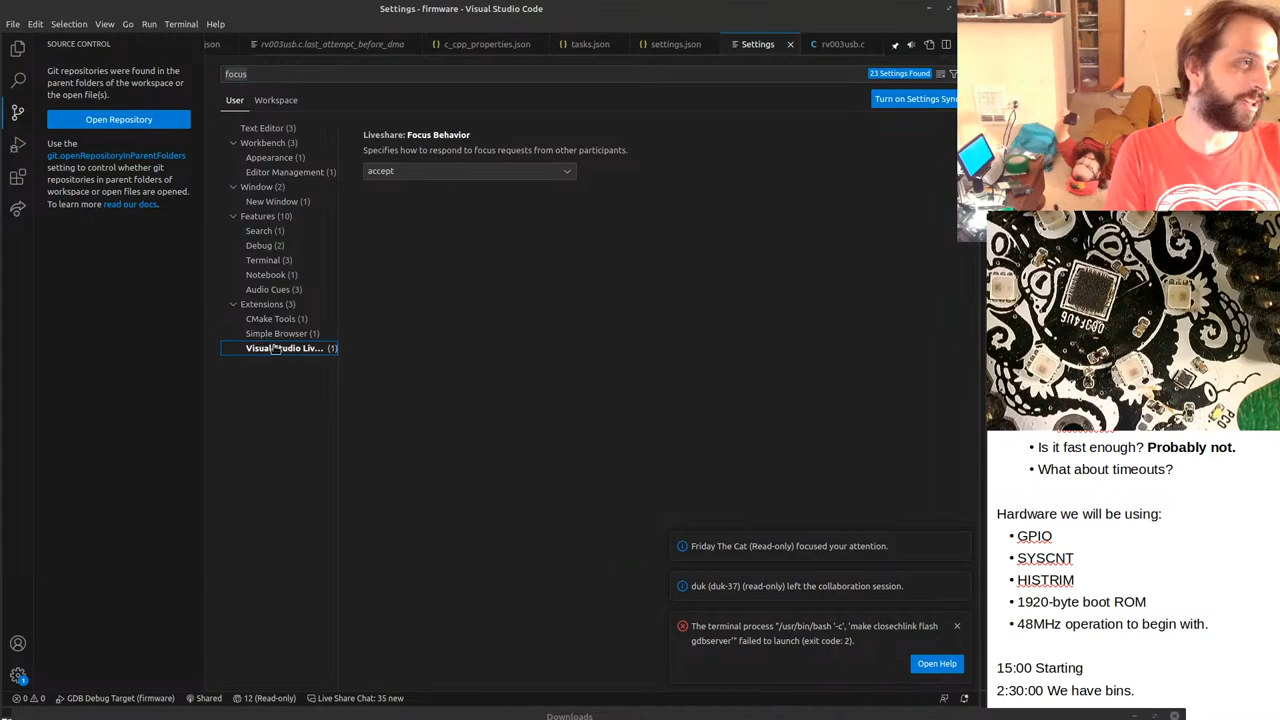 Settings - firmware - Visual Studio Code
File Edit Selection View Go Run Terminal Help
SOURCE CONTROL
json
rv003usb.c.last_attempt_before_dma
c_cpp_properties.json
tasks.json
settings.json
Settings
rv003usb.c
focus
23 Settings Found
User
Workspace
Turn on Settings Sync
Git repositories were found in the
parent folders of the workspace or
the open file(s).
Open Repository
Use the
git.openRepositoryInParentFolders
setting to control whether git
repositories in parent folders of
workspace or open files are opened.
To learn more read our docs.
Text Editor (3)
Workbench (3)
Appearance (1)
Editor Management (1)
Window (2)
New Window (1)
Features (10)
Search (1)
Debug (2)
Terminal (3)
Notebook (1)
Audio Cues (3)
Extensions (3)
CMake Tools (1)
Simple Browser (1)
Visual Studio Liv... (1)
Liveshare: Focus Behavior
Specifies how to respond to focus requests from other participants.
accept
Friday The Cat (Read-only) focused your attention.
duk (duk-37) (read-only) left the collaboration session.
The terminal process "/usr/bin/bash '-c', 'make closechlink flash
gdbserver'" failed to launch (exit code: 2).
Open Help
0 0 GDB Debug Target (firmware) Shared 12 (Read-only) Live Share Chat: 35 new
Downloads
• Is it fast enough? Probably not.
• What about timeouts?
Hardware we will be using:
• GPIO
• SYSCNT
• HISTRIM
• 1920-byte boot ROM
• 48MHz operation to begin with.
15:00 Starting
2:30:00 We have bins.